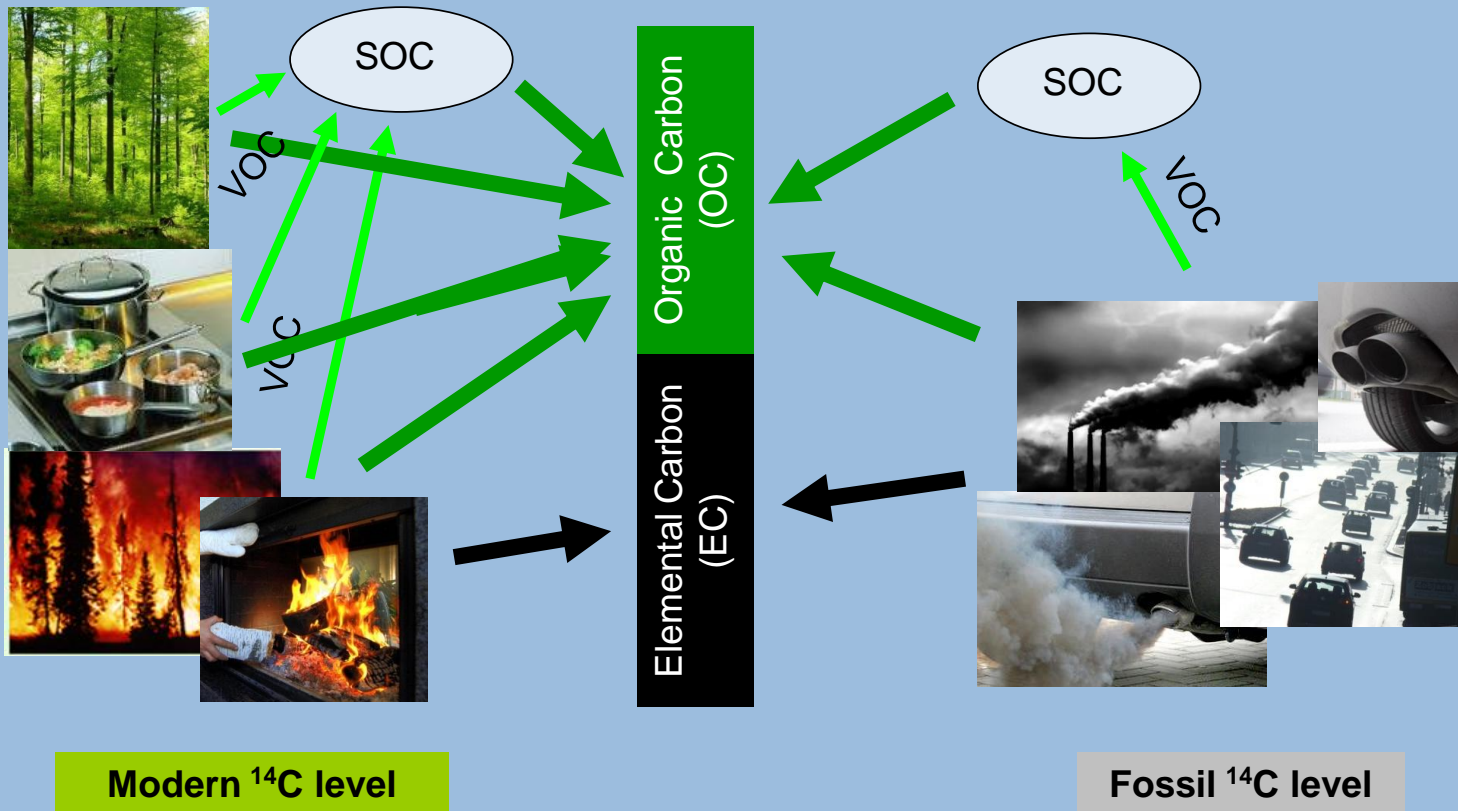 SOC
SOC
VOC
VOC
VOC
Organic Carbon
(OC)
Elemental Carbon
(EC)
Modern ¹⁴C level
Fossil ¹⁴C level